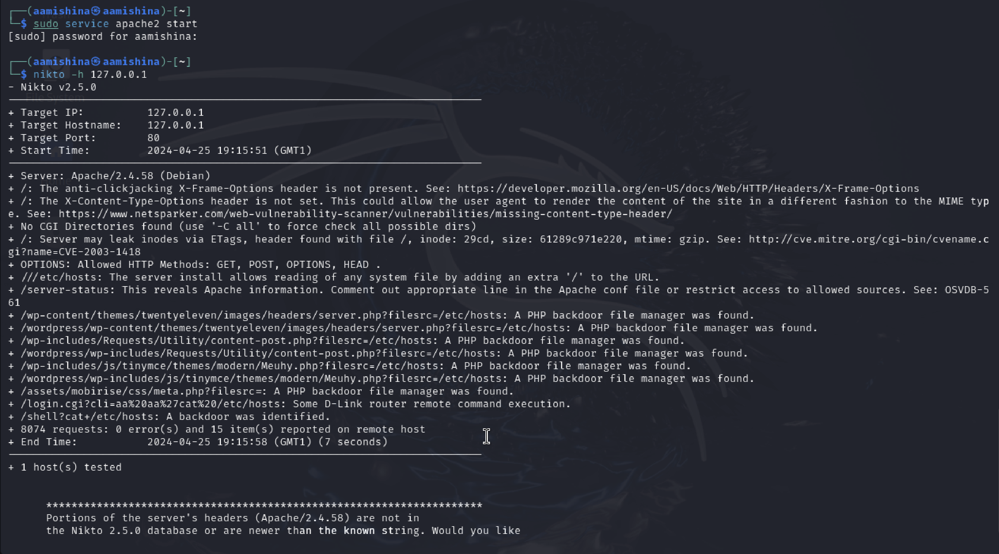 Trash
┌──(aamishina㉿aamishina)-[~]
└─$ sudo service apache2 start
[sudo] password for aamishina:
┌──(aamishina㉿aamishina)-[~]
└─$ nikto -h 127.0.0.1
- Nikto v2.5.0
File System
+ Target IP:          127.0.0.1
+ Target Hostname:    127.0.0.1
+ Target Port:        80
+ Start Time:         2024-04-25 19:15:51 (GMT1)
+ Server: Apache/2.4.58 (Debian)
Home
+ /: The anti-clickjacking X-Frame-Options header is not present. See: https://developer.mozilla.org/en-US/docs/Web/HTTP/Headers/X-Frame-Options
+ /: The X-Content-Type-Options header is not set. This could allow the user agent to render the content of the site in a different fashion to the MIME typ
e. See: https://www.netsparker.com/web-vulnerability-scanner/vulnerabilities/missing-content-type-header/
+ No CGI Directories found (use '-C all' to force check all possible dirs)
+ /: Server may leak inodes via ETags, header found with file /, inode: 29cd, size: 61289c971e220, mtime: gzip. See: http://cve.mitre.org/cgi-bin/cvename.c
gi?name=CVE-2003-1418
+ OPTIONS: Allowed HTTP Methods: GET, POST, OPTIONS, HEAD .
+ ///etc/hosts: The server install allows reading of any system file by adding an extra '/' to the URL.
+ /server-status: This reveals Apache information. Comment out appropriate line in the Apache conf file or restrict access to allowed sources. See: OSVDB-5
61
+ /wp-content/themes/twentyeleven/images/headers/server.php?filesrc=/etc/hosts: A PHP backdoor file manager was found.
+ /wordpress/wp-content/themes/twentyeleven/images/headers/server.php?filesrc=/etc/hosts: A PHP backdoor file manager was found.
+ /wp-includes/Requests/Utility/content-post.php?filesrc=/etc/hosts: A PHP backdoor file manager was found.
+ /wordpress/wp-includes/Requests/Utility/content-post.php?filesrc=/etc/hosts: A PHP backdoor file manager was found.
+ /wp-includes/js/tinymce/themes/modern/Meuhy.php?filesrc=/etc/hosts: A PHP backdoor file manager was found.
+ /wordpress/wp-includes/js/tinymce/themes/modern/Meuhy.php?filesrc=/etc/hosts: A PHP backdoor file manager was found.
+ /assets/mobirise/css/meta.php?filesrc=: A PHP backdoor file manager was found.
+ /login.cgi?cli=aa%20aa%27cat%20/etc/hosts: Some D-Link router remote command execution.
+ /shell?cat+/etc/hosts: A backdoor was identified.
+ 8074 requests: 0 error(s) and 15 item(s) reported on remote host
+ End Time:           2024-04-25 19:15:58 (GMT1) (7 seconds)
+ 1 host(s) tested
*********************************************************************
Portions of the server's headers (Apache/2.4.58) are not in
the Nikto 2.5.0 database or are newer than the known string. Would you like